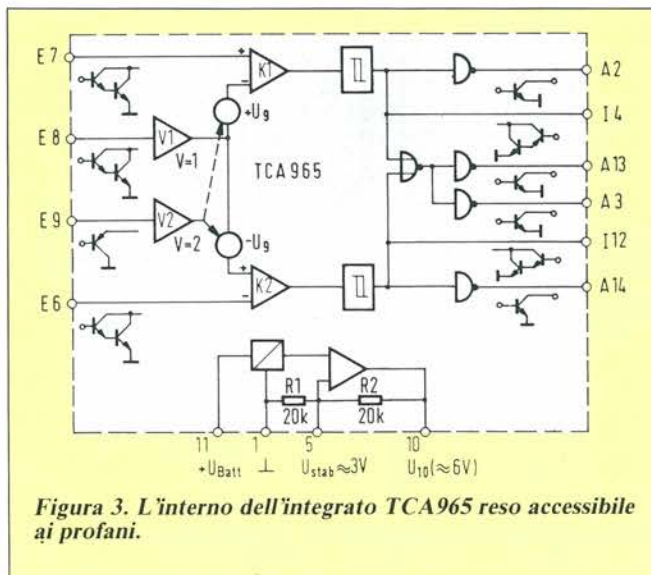 E7
+
K1
-
A2
+Ug
I4
E8
V1
V=1
TCA965
A13
E9
V2
V=2
A3
-Ug
I12
+
K2
-
E6
A14
R1
20k
R2
20k
11
1
5
10
+UBatt
⊥
Ustab≈3V
U10(≈6V)
Figura 3. L'interno dell'integrato TCA965 reso accessibile
ai profani.